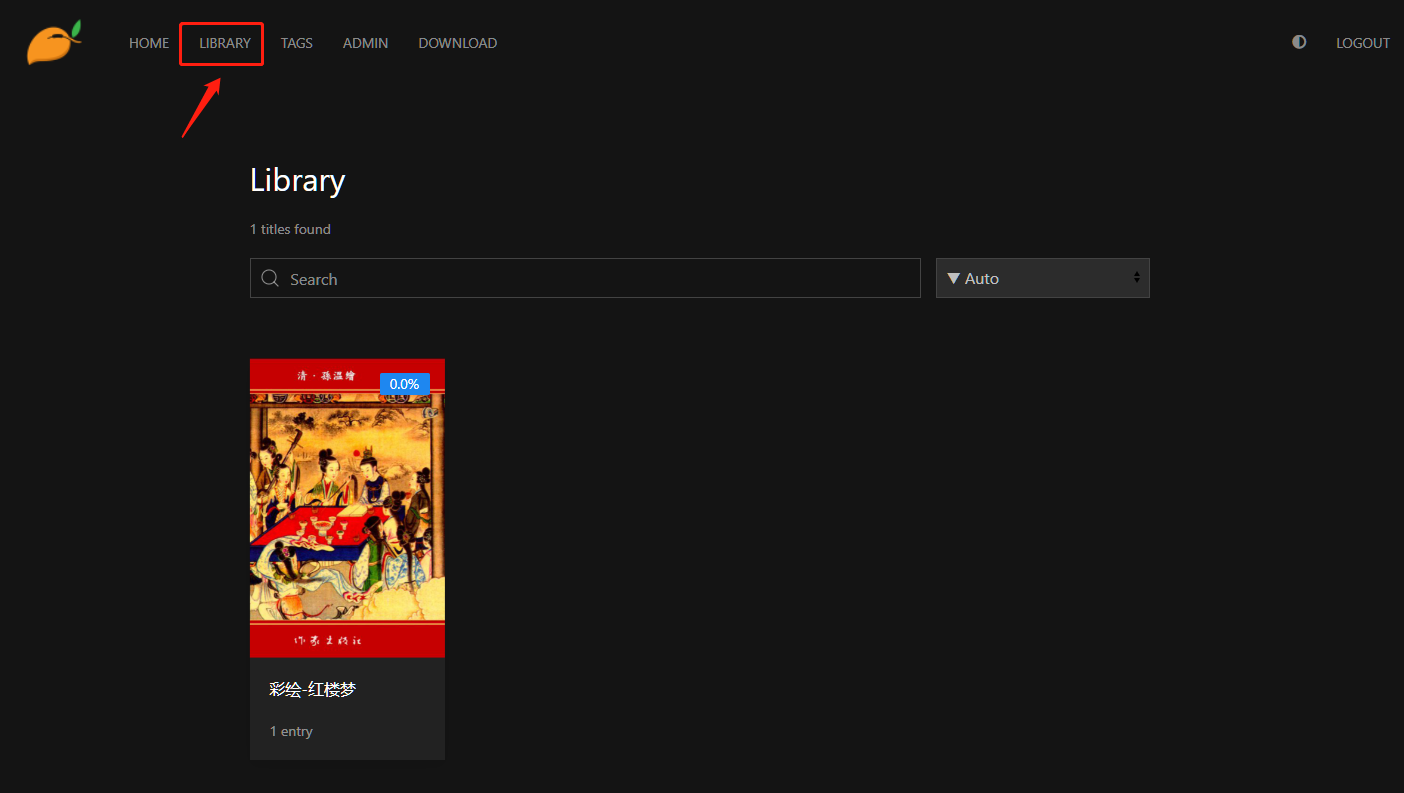 HOME LIBRARY TAGS ADMIN DOWNLOAD LOGOUT
Library
1 titles found
Search
▼ Auto
清·孫温繪
0.0%
作家出版社
彩绘-红楼梦
1 entry